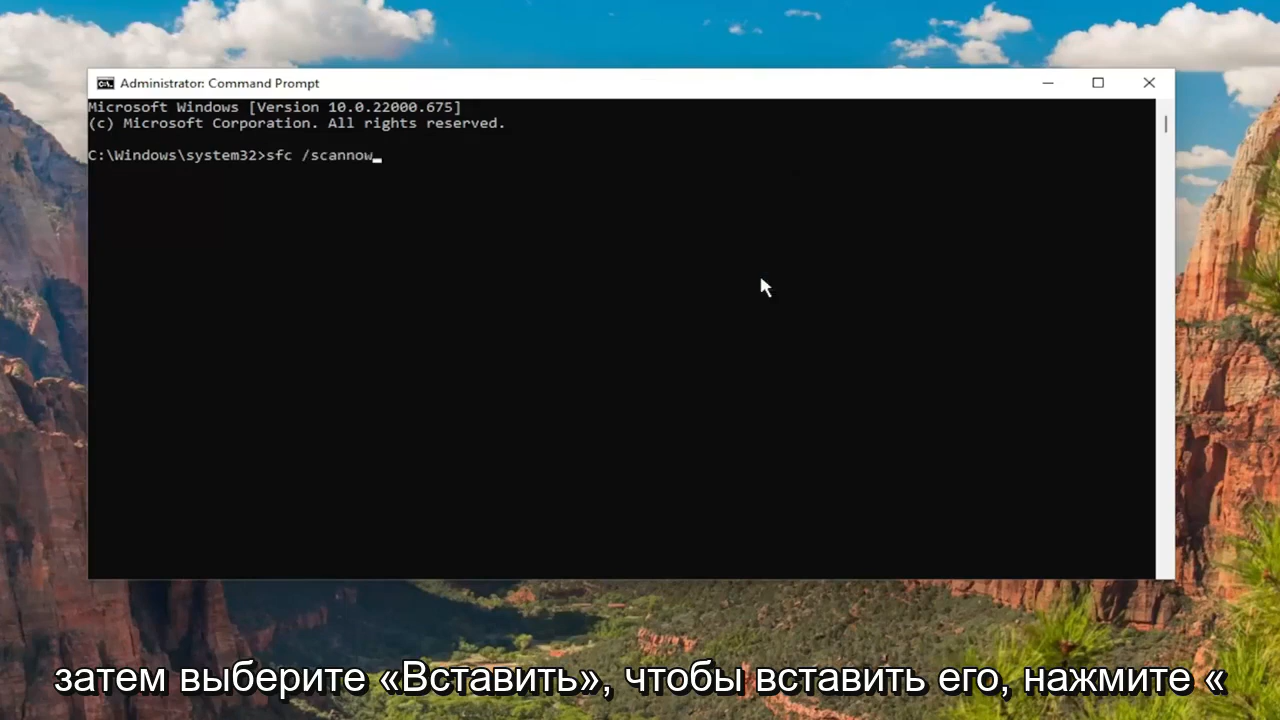 Administrator: Command Prompt
Microsoft Windows [Version 10.0.22000.675]
(c) Microsoft Corporation. All rights reserved.
C:\Windows\system32>sfc /scannow
затем выберите «Вставить», чтобы вставить его, нажмите «